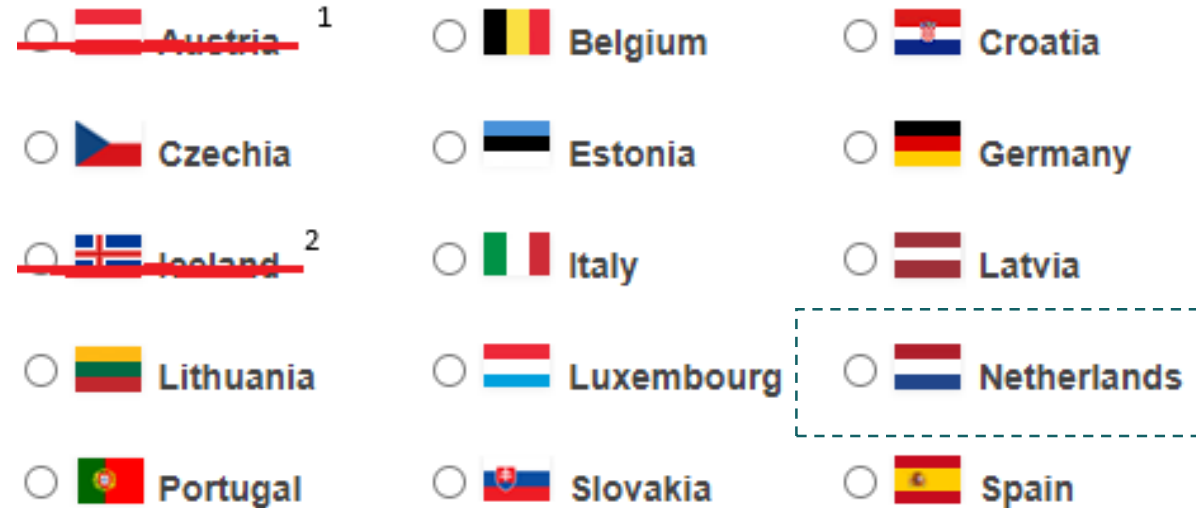 Austria 1 Belgium Croatia
Czechia Estonia Germany
Iceland 2 Italy Latvia
Lithuania Luxembourg Netherlands
Portugal Slovakia Spain